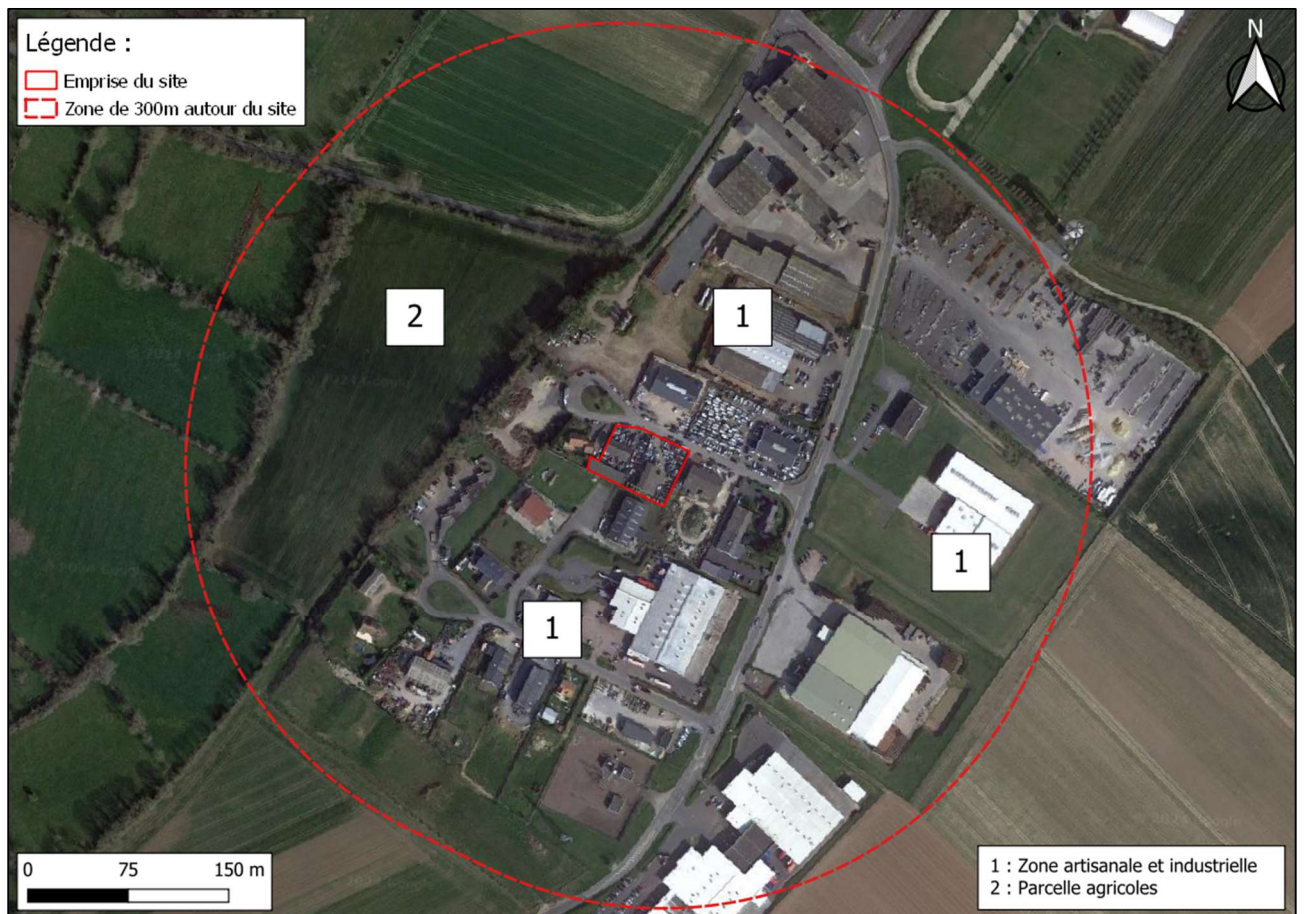 Légende :
Emprise du site
Zone de 300m autour du site
N
2
1
1
1
0 75 150 m
1 : Zone artisanale et industrielle
2 : Parcelle agricoles